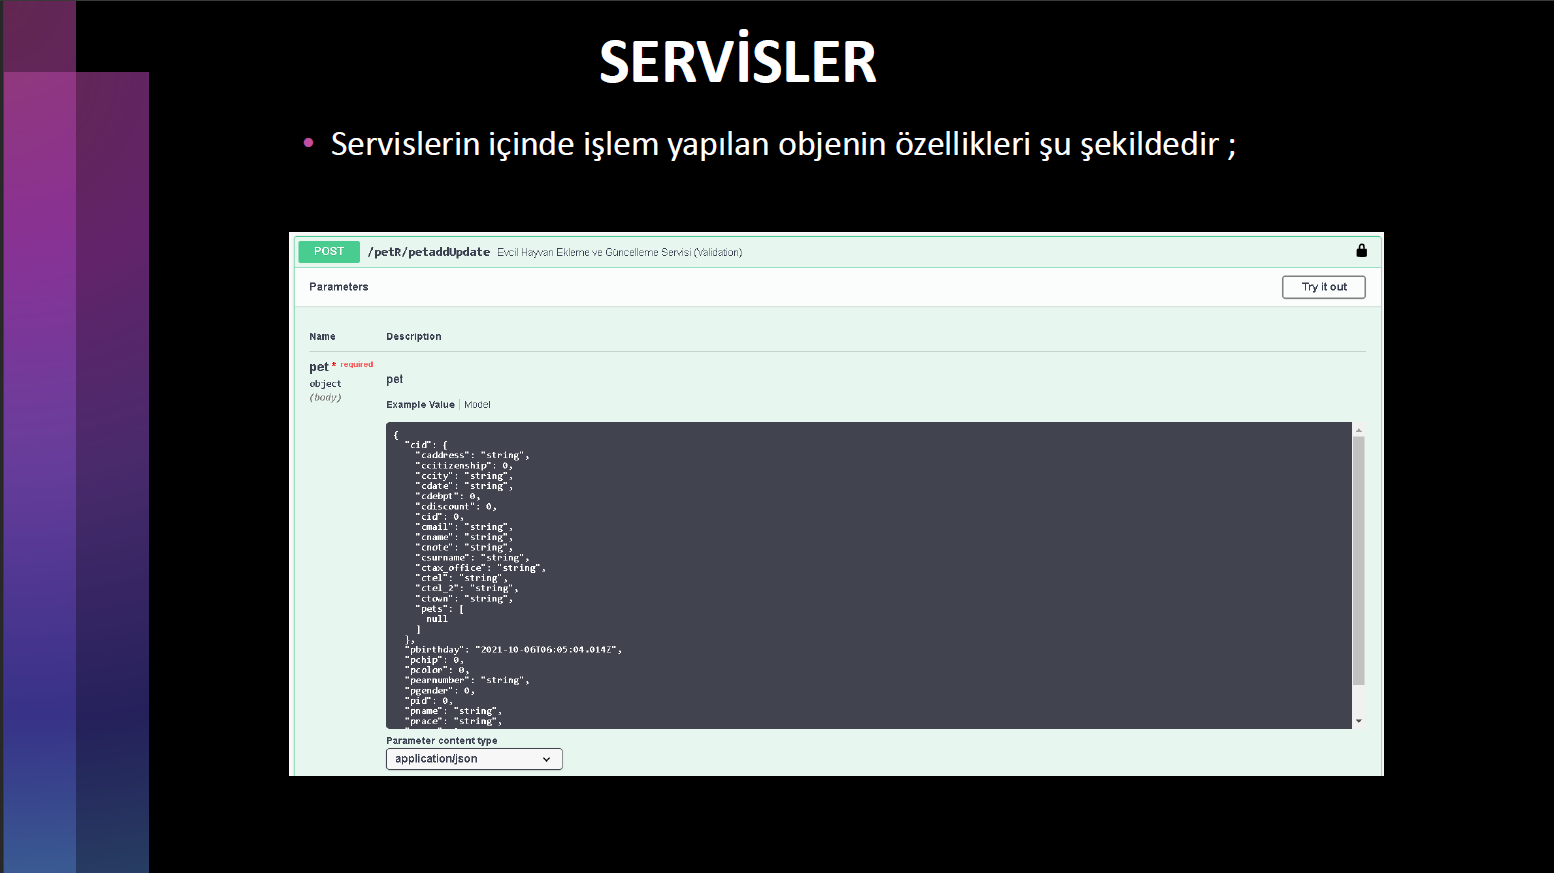 SERVİSLER
• Servislerin içinde işlem yapılan objenin özellikleri şu şekildedir ;
POST /petR/petaddUpdate Evcil Hayvan Ekleme ve Güncelleme Servisi (Validation)
Parameters Try it out
Name Description
pet * required
object
(body)
pet
Example Value | Model
{
"cid": {
"caddress": "string",
"ccitizenship": 0,
"ccity": "string",
"cdate": "string",
"cdebpt": 0,
"cdiscount": 0,
"cid": 0,
"cmail": "string",
"cname": "string",
"cnote": "string",
"csurname": "string",
"ctax_office": "string",
"ctel": "string",
"ctel_2": "string",
"ctown": "string",
"pets": [
null
]
},
"pbirthday": "2021-10-06T06:05:04.014Z",
"pchip": 0,
"pcolor": 0,
"pearnumber": "string",
"pgender": 0,
"pid": 0,
"pname": "string",
"prace": "string",
Parameter content type
application/json